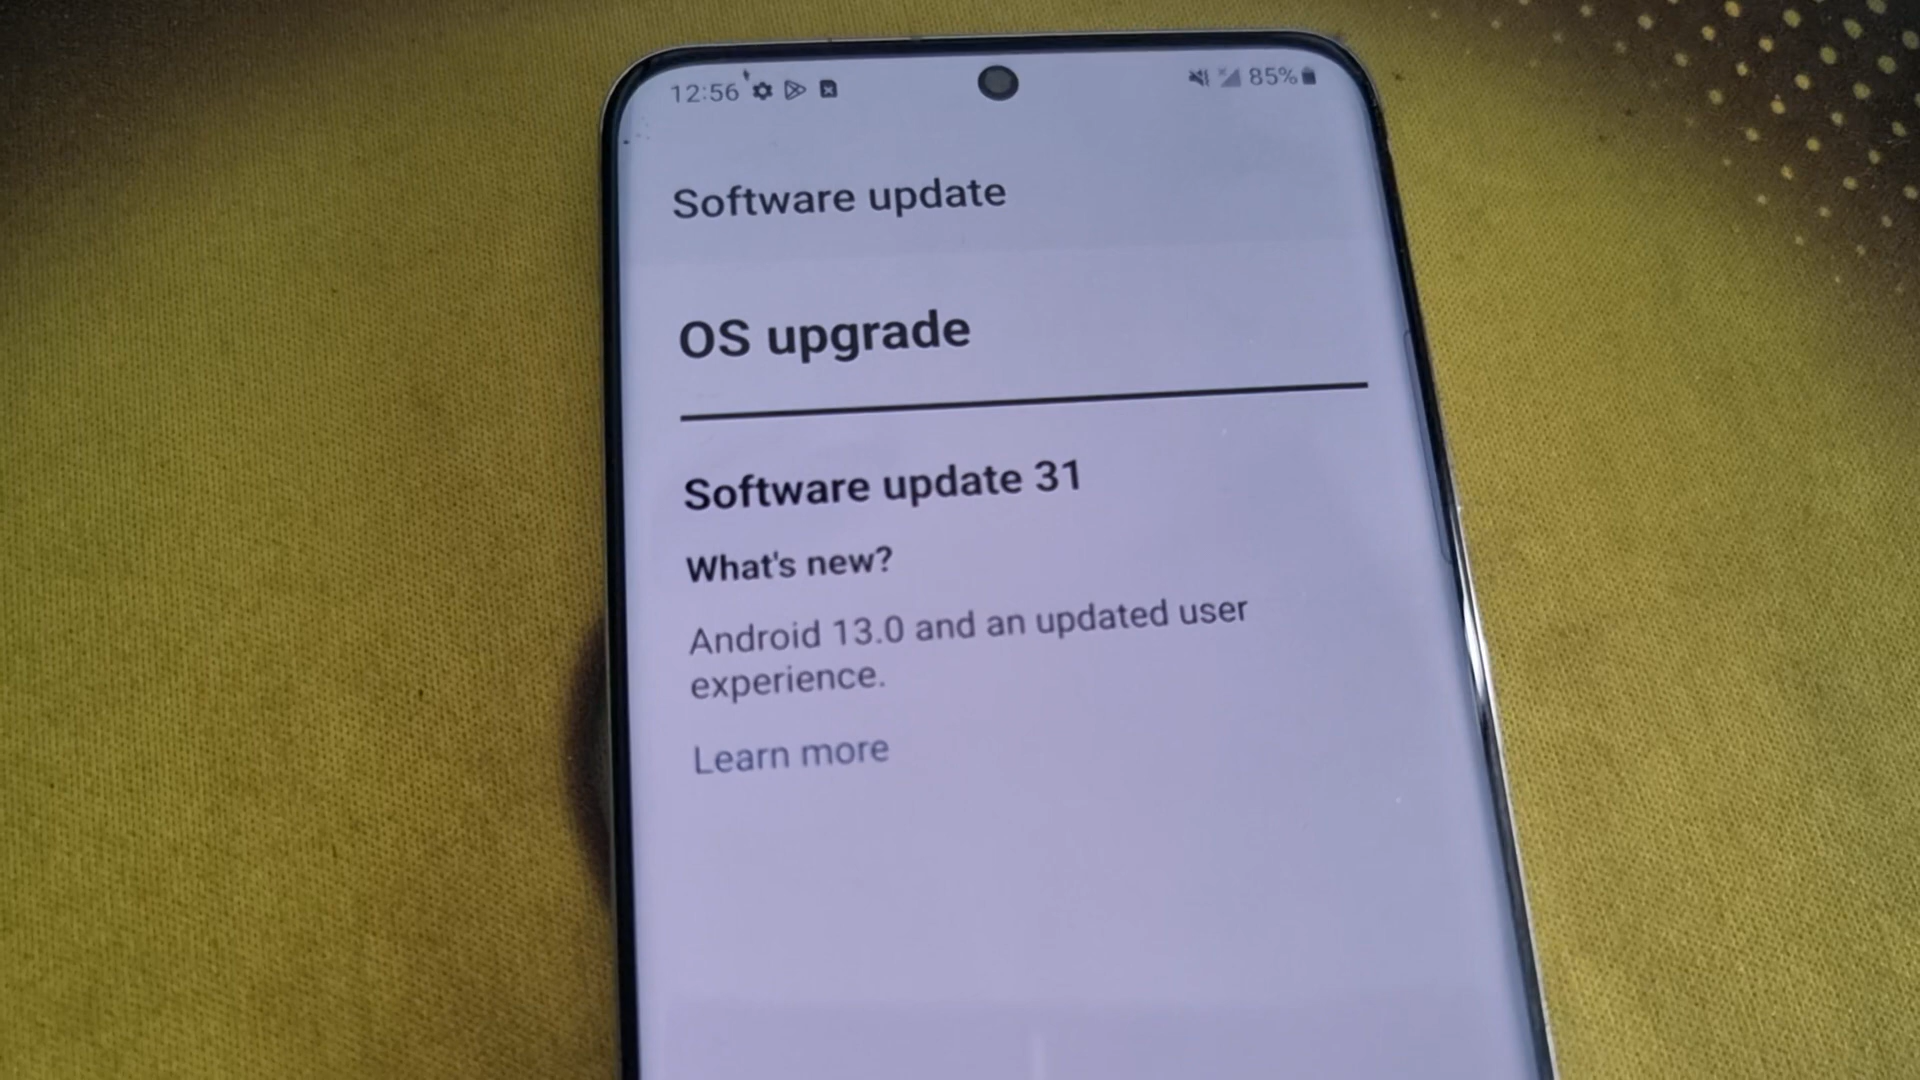 12:56 85%
Software update
OS upgrade
Software update 31
What's new?
Android 13.0 and an updated user
experience.
Learn more